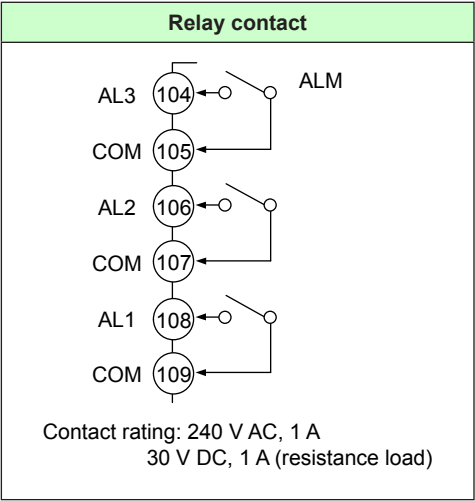 Relay contact
ALM
AL3 104
COM 105
AL2 106
COM 107
AL1 108
COM 109
Contact rating: 240 V AC, 1 A
30 V DC, 1 A (resistance load)